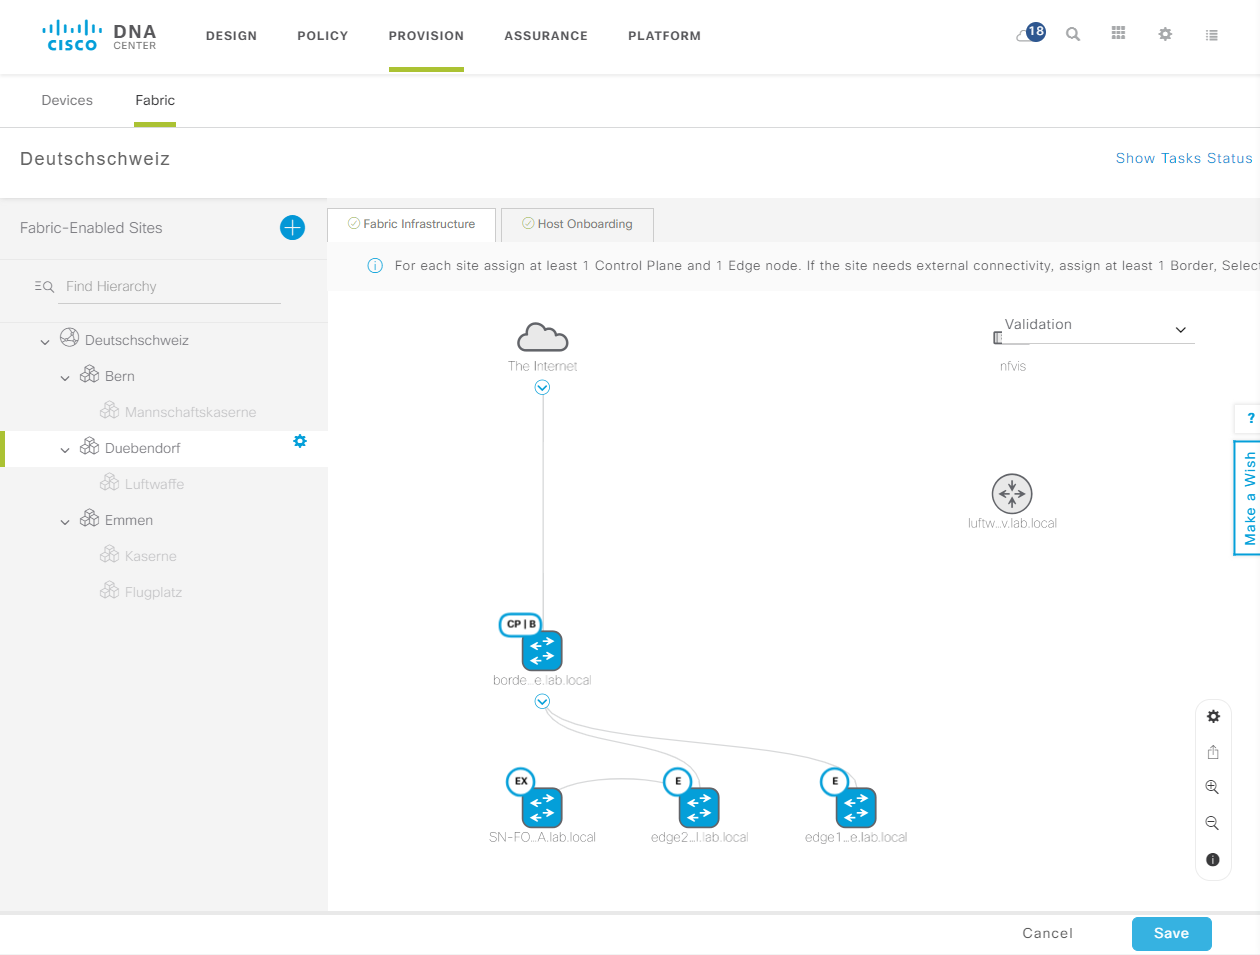 CISCO DNA CENTER
DESIGN POLICY PROVISION ASSURANCE PLATFORM 18
Devices Fabric
Deutschschweiz Show Tasks Status
Fabric-Enabled Sites
Fabric Infrastructure Host Onboarding
For each site assign at least 1 Control Plane and 1 Edge node. If the site needs external connectivity, assign at least 1 Border, Select
Find Hierarchy
Deutschschweiz
Bern
Mannschaftskaserne
Duebendorf
Luftwaffe
Emmen
Kaserne
Flugplatz
The Internet
Validation
nfvis
luftw...v.lab.local
?
Make a Wish
CP | B
borde...e.lab.local
EX E E
SN-FO...A.lab.local edge2...l.lab.local edge1...e.lab.local
Cancel Save